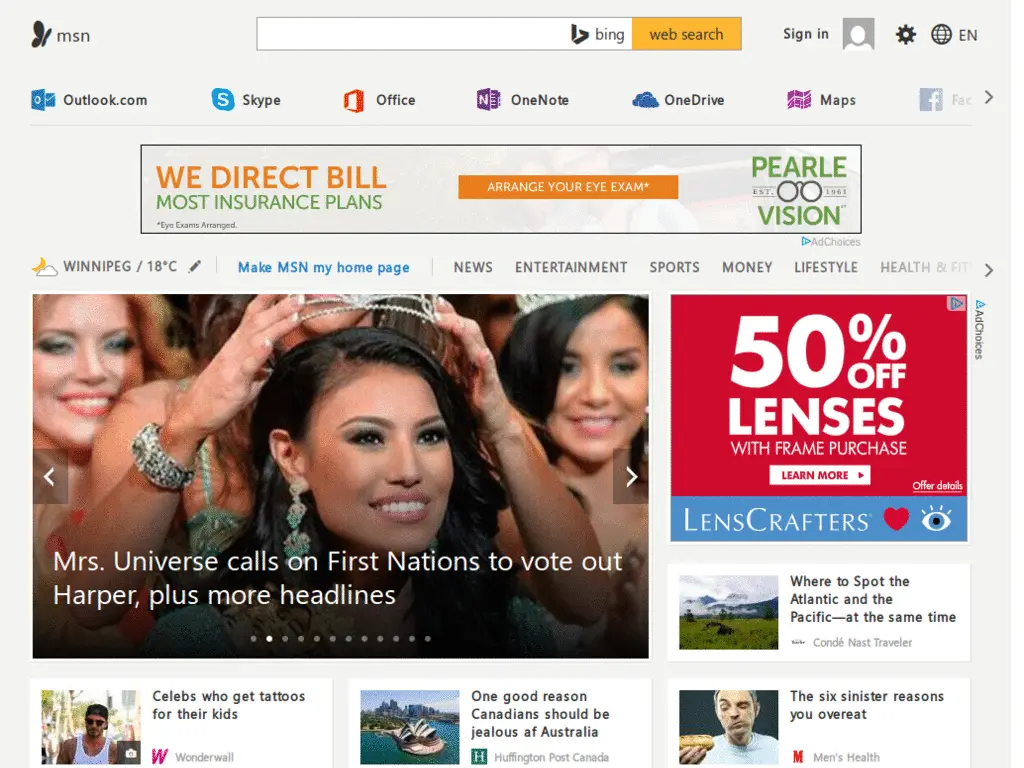 msn
bing
web search
Sign in
EN
Outlook.com
Skype
Office
OneNote
OneDrive
Maps
Fac
WE DIRECT BILL
MOST INSURANCE PLANS
*Eye Exams Arranged.
ARRANGE YOUR EYE EXAM*
PEARLE
EST. 1961
VISION
AdChoices
WINNIPEG / 18°C
Make MSN my home page
NEWS
ENTERTAINMENT
SPORTS
MONEY
LIFESTYLE
HEALTH & FIT
Mrs. Universe calls on First Nations to vote out
Harper, plus more headlines
50% OFF
LENSES
WITH FRAME PURCHASE
LEARN MORE
Offer details
LENSCRAFTERS
AdChoices
Where to Spot the
Atlantic and the
Pacific—at the same time
Condé Nast Traveler
Celebs who get tattoos
for their kids
Wonderwall
One good reason
Canadians should be
jealous af Australia
Huffington Post Canada
The six sinister reasons
you overeat
Men's Health